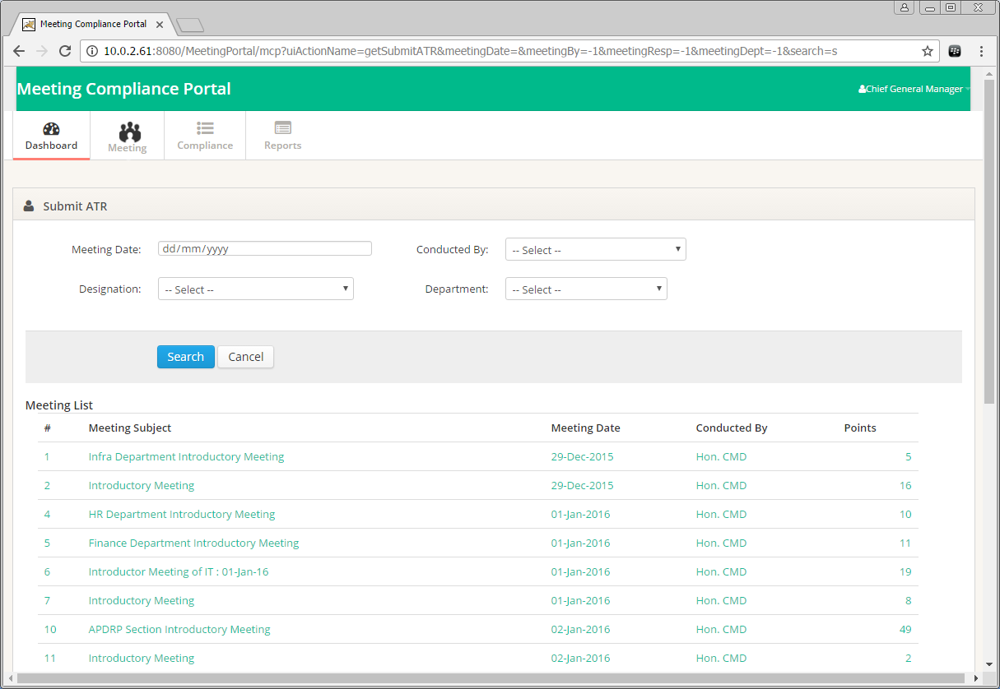 Meeting Compliance Portal
10.0.2.61:8080/MeetingPortal/mcp?uiActionName=getSubmitATR&meetingDate=&meetingBy=-1&meetingResp=-1&meetingDept=-1&search=s
Meeting Compliance Portal Chief General Manager
Dashboard Meeting Compliance Reports
Submit ATR
Meeting Date: dd/mm/yyyy Conducted By: -- Select --
Designation: -- Select -- Department: -- Select --
Search Cancel
Meeting List
# Meeting Subject Meeting Date Conducted By Points
1 Infra Department Introductory Meeting 29-Dec-2015 Hon. CMD 5
2 Introductory Meeting 29-Dec-2015 Hon. CMD 16
4 HR Department Introductory Meeting 01-Jan-2016 Hon. CMD 10
5 Finance Department Introductory Meeting 01-Jan-2016 Hon. CMD 11
6 Introductor Meeting of IT : 01-Jan-16 01-Jan-2016 Hon. CMD 19
7 Introductory Meeting 01-Jan-2016 Hon. CMD 8
10 APDRP Section Introductory Meeting 02-Jan-2016 Hon. CMD 49
11 Introductory Meeting 02-Jan-2016 Hon. CMD 2